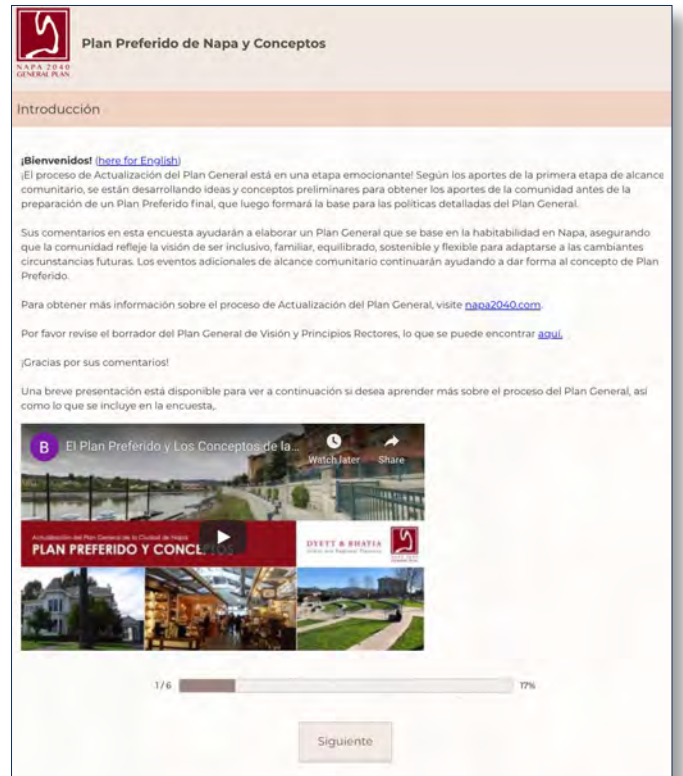 NAPA 2040
GENERAL PLAN
Plan Preferido de Napa y Conceptos
Introducción
¡Bienvenidos! (here for English)
¡El proceso de Actualización del Plan General está en una etapa emocionante! Según los aportes de la primera etapa de alcance
comunitario, se están desarrollando ideas y conceptos preliminares para obtener los aportes de la comunidad antes de la
preparación de un Plan Preferido final, que luego formará la base para las políticas detalladas del Plan General.
Sus comentarios en esta encuesta ayudarán a elaborar un Plan General que se base en la habitabilidad en Napa, asegurando
que la comunidad refleje la visión de ser inclusivo, familiar, equilibrado, sostenible y flexible para adaptarse a las cambiantes
circunstancias futuras. Los eventos adicionales de alcance comunitario continuarán ayudando a dar forma al concepto de Plan
Preferido.
Para obtener más información sobre el proceso de Actualización del Plan General, visite napa2040.com.
Por favor revise el borrador del Plan General de Visión y Principios Rectores, lo que se puede encontrar aquí.
¡Gracias por sus comentarios!
Una breve presentación está disponible para ver a continuación si desea aprender más sobre el proceso del Plan General, así
como lo que se incluye en la encuesta,.
B El Plan Preferido y Los Conceptos de la...
Watch later Share
Actualización del Plan General de la Ciudad de Napa
PLAN PREFERIDO Y CONCEPTOS
DYETT & BHATIA
Urban and Regional Planners
1 / 6 17%
Siguiente